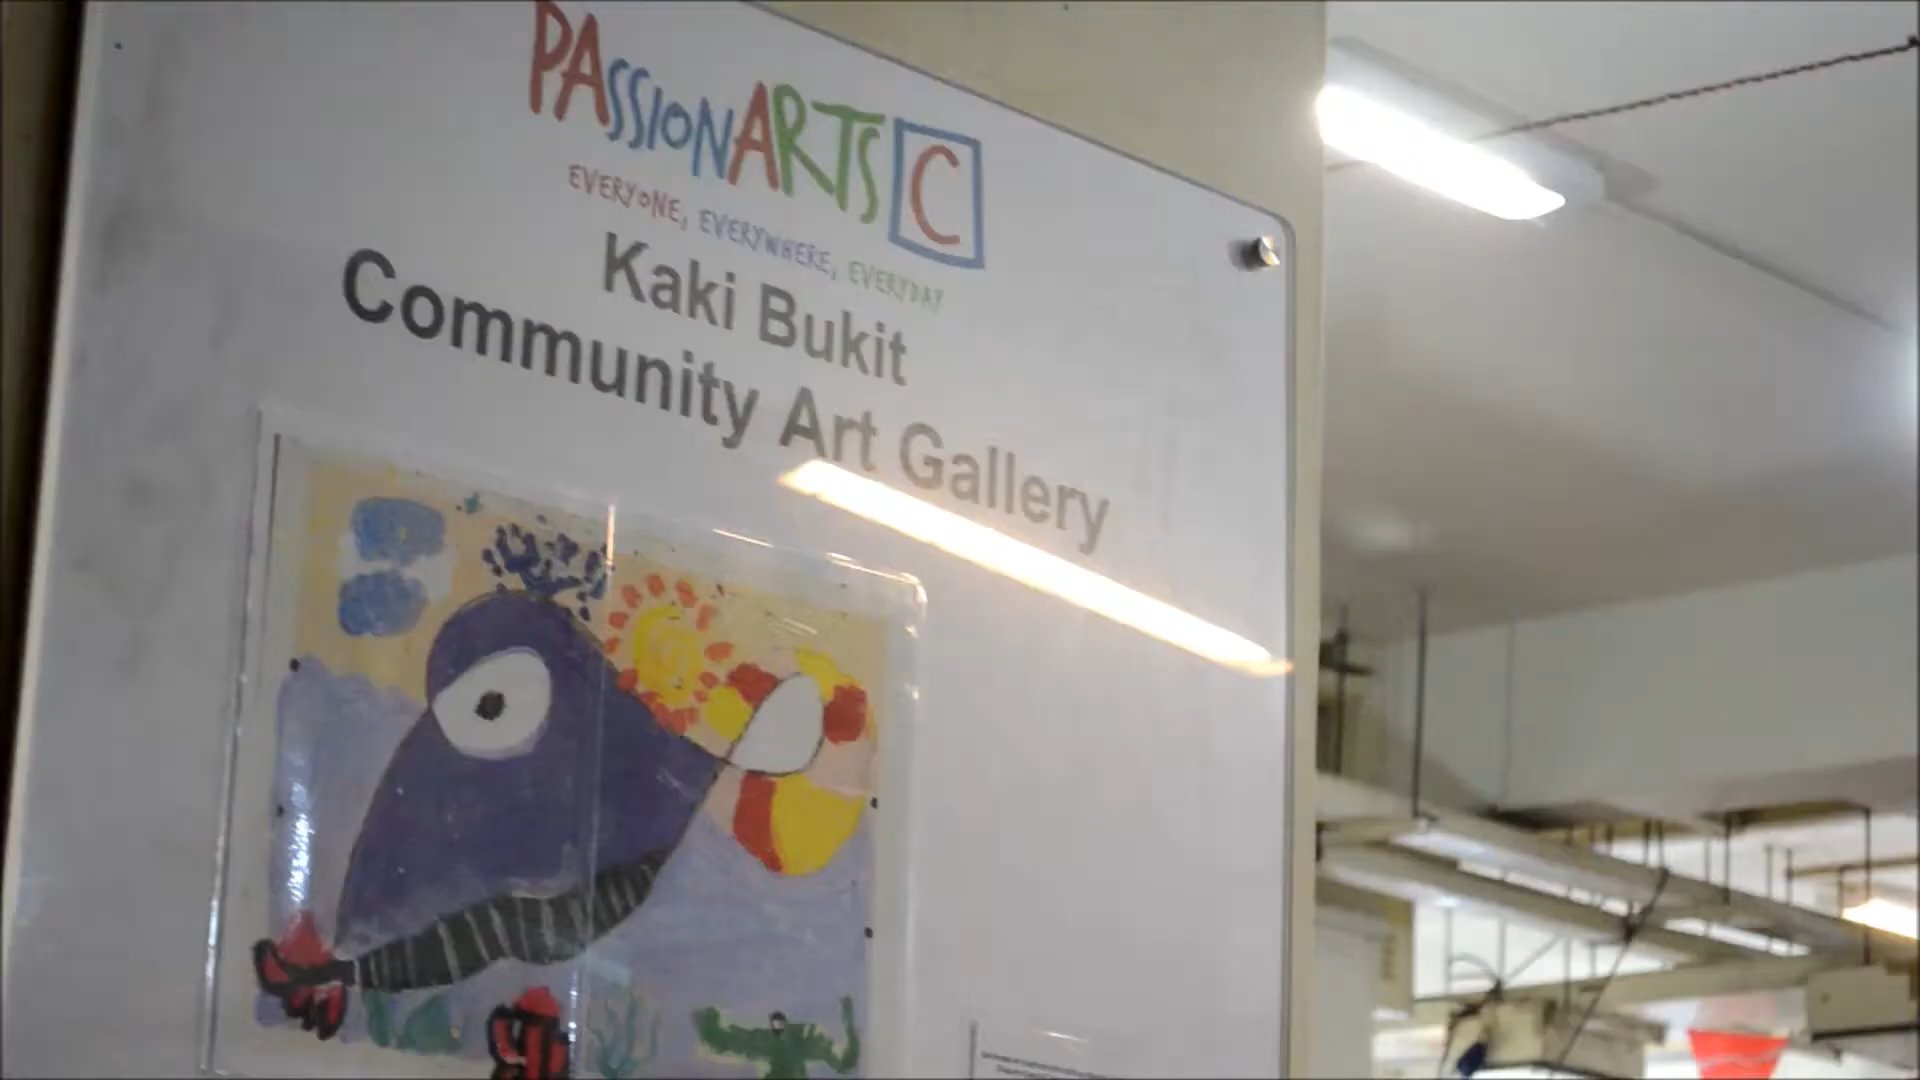 PASSIONARTS C
EVERYONE, EVERYWHERE, EVERYDAY
Kaki Bukit
Community Art Gallery